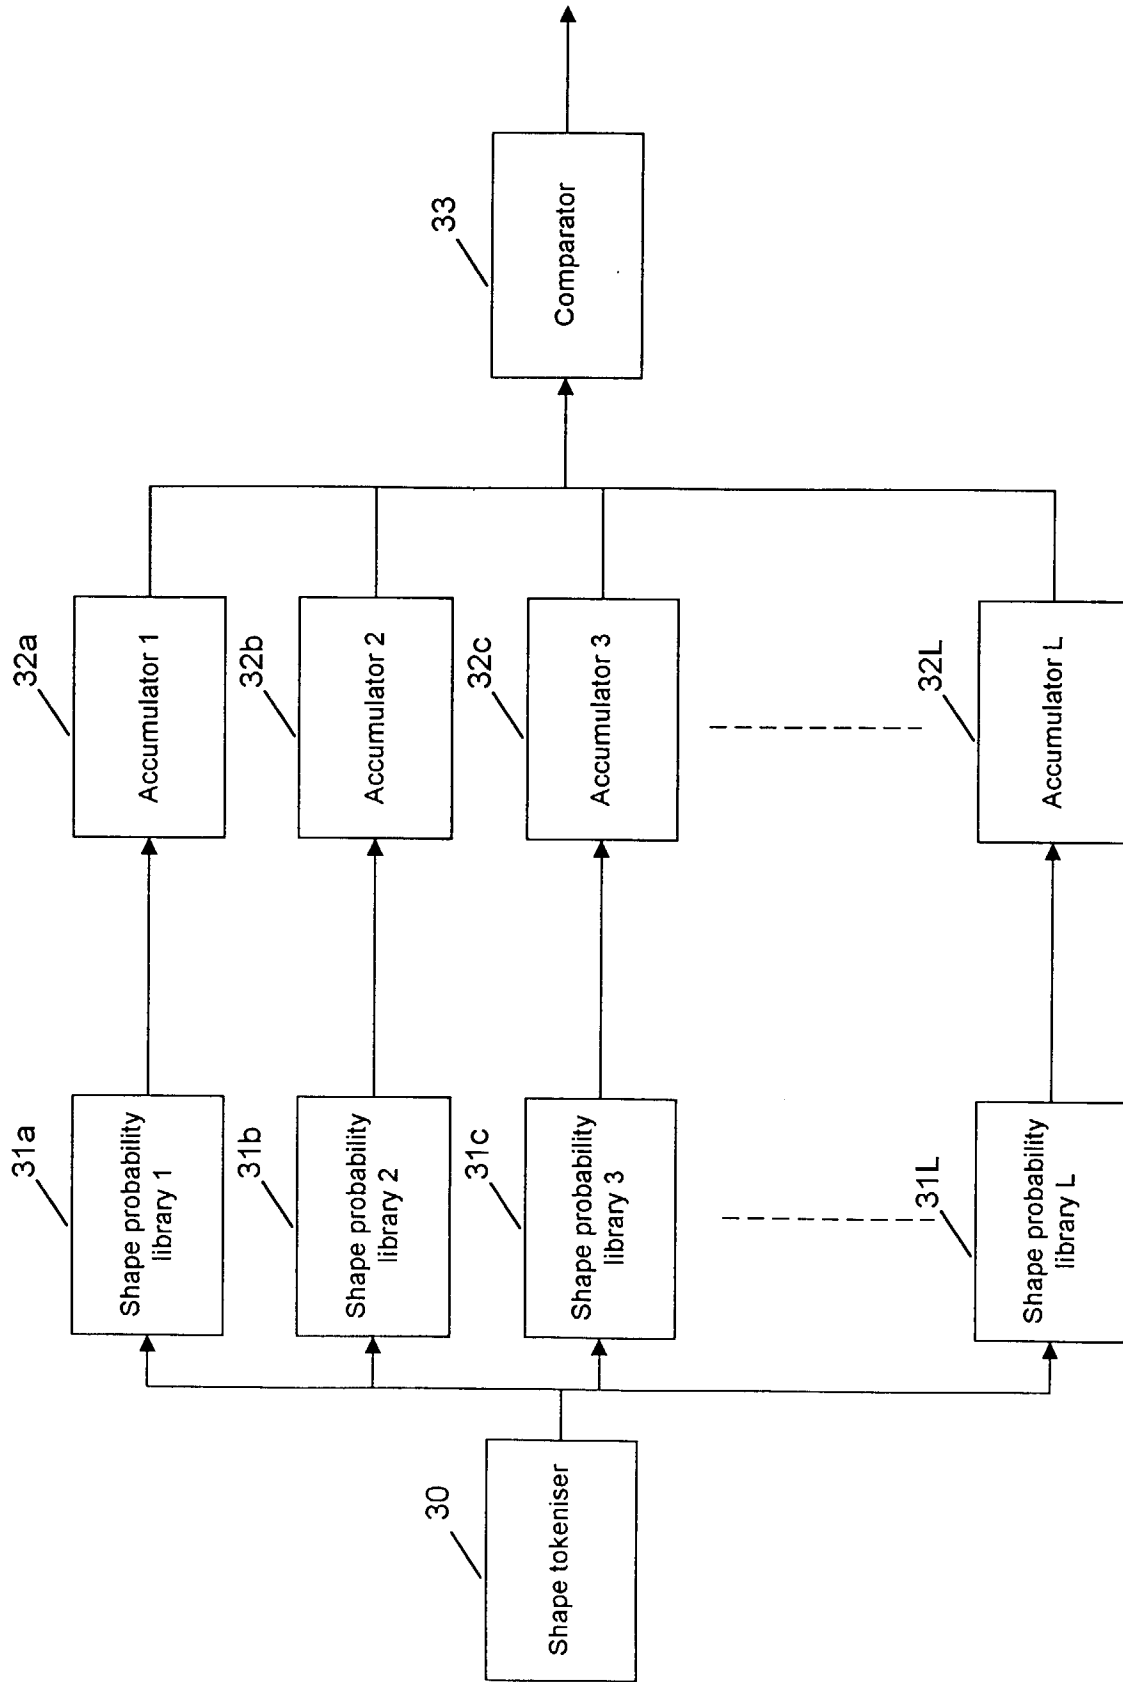 30
Shape tokeniser
31a
Shape probability
library 1
31b
Shape probability
library 2
31c
Shape probability
library 3
31L
Shape probability
library L
32a
Accumulator 1
32b
Accumulator 2
32c
Accumulator 3
32L
Accumulator L
33
Comparator